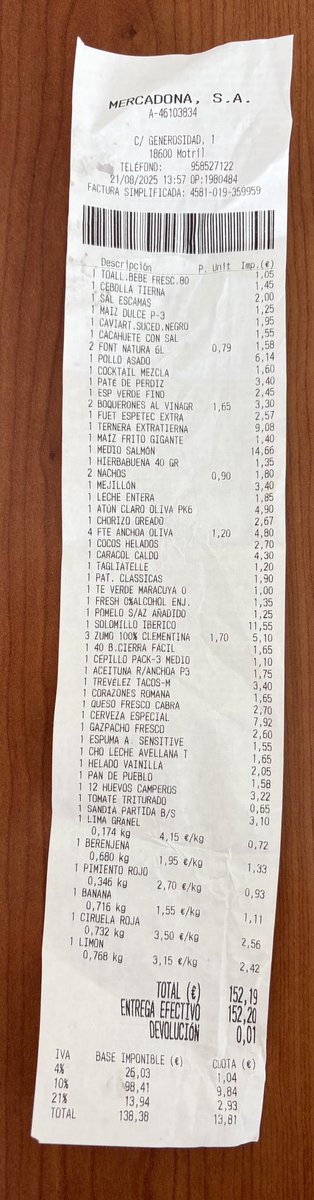 MERCADONA, S.A.
A-46103834
C/ GENEROSIDAD, 1
18600 Motril
TELÉFONO: 958527122
21/08/2025 13:57 OP:1980484
FACTURA SIMPLIFICADA: 4581-019-359959
Descripción P. Unit Imp.(€)
1 TOALL.BEBE FRESC.80 1,05
1 CEBOLLA TIERNA 1,45
1 SAL ESCAMAS 2,00
1 MAIZ DULCE P-3 1,25
1 CAVIART.SUCED.NEGRO 1,95
1 CACAHUETE CON SAL 1,55
2 FONT NATURA 6L 0,79 1,58
1 POLLO ASADO 6,14
1 COCKTAIL MEZCLA 1,60
1 PATÉ DE PERDIZ 3,40
1 ESP VERDE FINO 2,45
2 BOQUERONES AL VINAGR 1,65 3,30
1 FUET ESPETEC EXTRA 2,57
1 TERNERA EXTRATIERNA 9,08
1 MAÍZ FRITO GIGANTE 1,40
1 MEDIO SALMÓN 14,66
1 HIERBABUENA 40 GR 1,35
2 NACHOS 0,90 1,80
1 MEJILLÓN 3,40
1 LECHE ENTERA 1,85
1 ATÚN CLARO OLIVA PK6 4,90
1 CHORIZO OREADO 2,67
4 FTE ANCHOA OLIVA 1,20 4,80
1 COCOS HELADOS 2,70
1 CARACOL CALDO 4,30
1 TAGLIATELLE 1,20
1 PAT. CLASSICAS 1,90
1 TE VERDE MARACUYA 0 1,00
1 FRESH 0%ALCOHOL ENJ. 1,35
1 POMELO S/AZ AÑADIDO 1,25
1 SOLOMILLO IBERICO 11,55
3 ZUMO 100% CLEMENTINA 1,70 5,10
1 40 B.CIERRA FÁCIL 1,65
1 CEPILLO PACK-3 MEDIO 1,10
1 ACEITUNA R/ANCHOA P3 1,75
1 TREVÉLEZ TACOS-M 3,40
1 CORAZONES ROMANA 1,65
1 QUESO FRESCO CABRA 2,70
1 CERVEZA ESPECIAL 7,92
1 GAZPACHO FRESCO 2,60
1 ESPUMA A. SENSITIVE 1,55
1 CHO LECHE AVELLANA T 1,65
1 HELADO VAINILLA 2,05
1 PAN DE PUEBLO 1,58
1 12 HUEVOS CAMPEROS 3,22
1 TOMATE TRITURADO 0,65
1 SANDÍA PARTIDA B/S 3,10
1 LIMA GRANEL
0,174 kg 4,15 €/kg 0,72
1 BERENJENA
0,680 kg 1,95 €/kg 1,33
1 PIMIENTO ROJO
0,346 kg 2,70 €/kg 0,93
1 BANANA
0,716 kg 1,55 €/kg 1,11
1 CIRUELA ROJA
0,732 kg 3,50 €/kg 2,56
1 LIMON
0,768 kg 3,15 €/kg 2,42
TOTAL (€) 152,19
ENTREGA EFECTIVO 152,20
DEVOLUCIÓN 0,01
IVA BASE IMPONIBLE (€) CUOTA (€)
4% 26,03 1,04
10% 98,41 9,84
21% 13,94 2,93
TOTAL 138,38 13,81